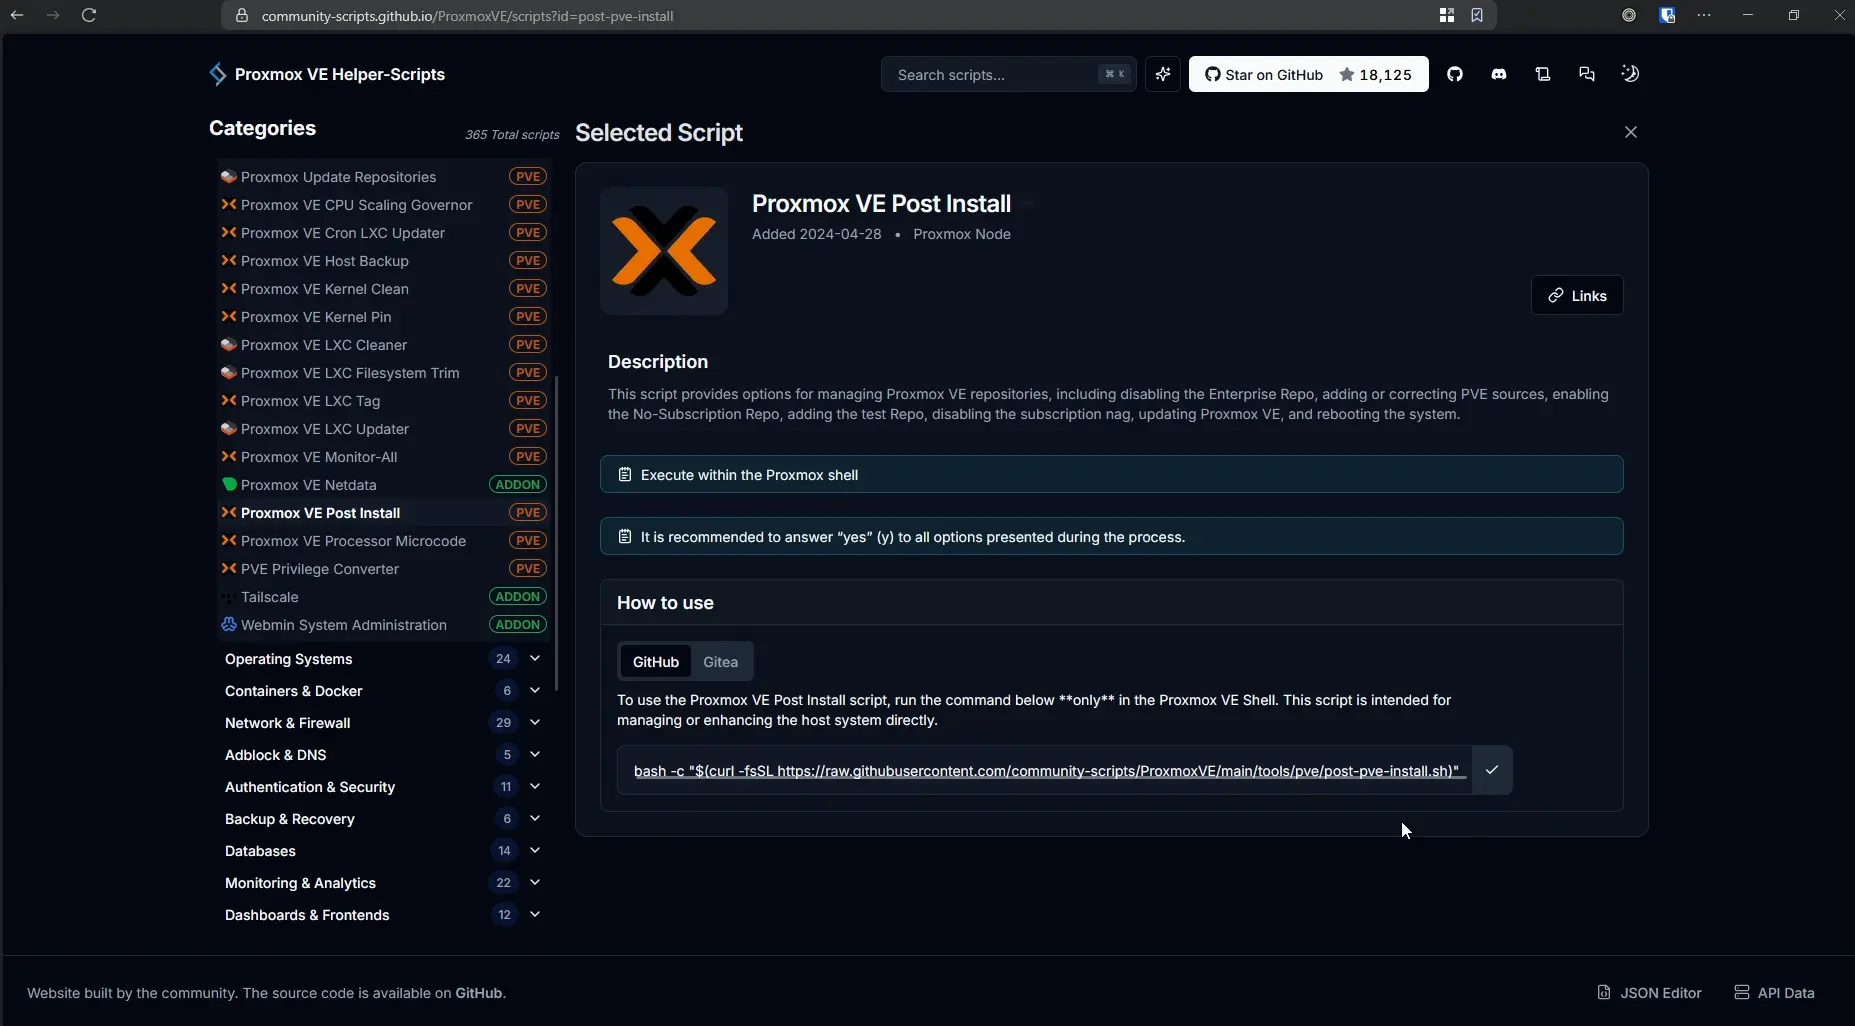 community-scripts.github.io/ProxmoxVE/scripts?id=post-pve-install
Proxmox VE Helper-Scripts
Search scripts...
⌘ K
Star on GitHub
18,125
Categories
365 Total scripts
Proxmox Update Repositories PVE
Proxmox VE CPU Scaling Governor PVE
Proxmox VE Cron LXC Updater PVE
Proxmox VE Host Backup PVE
Proxmox VE Kernel Clean PVE
Proxmox VE Kernel Pin PVE
Proxmox VE LXC Cleaner PVE
Proxmox VE LXC Filesystem Trim PVE
Proxmox VE LXC Tag PVE
Proxmox VE LXC Updater PVE
Proxmox VE Monitor-All PVE
Proxmox VE Netdata ADDON
Proxmox VE Post Install PVE
Proxmox VE Processor Microcode PVE
PVE Privilege Converter PVE
Tailscale ADDON
Webmin System Administration ADDON
Operating Systems 24
Containers & Docker 6
Network & Firewall 29
Adblock & DNS 5
Authentication & Security 11
Backup & Recovery 6
Databases 14
Monitoring & Analytics 22
Dashboards & Frontends 12
Selected Script
Proxmox VE Post Install
Added 2024-04-28 • Proxmox Node
Links
Description
This script provides options for managing Proxmox VE repositories, including disabling the Enterprise Repo, adding or correcting PVE sources, enabling
the No-Subscription Repo, adding the test Repo, disabling the subscription nag, updating Proxmox VE, and rebooting the system.
Execute within the Proxmox shell
It is recommended to answer “yes” (y) to all options presented during the process.
How to use
GitHub Gitea
To use the Proxmox VE Post Install script, run the command below **only** in the Proxmox VE Shell. This script is intended for
managing or enhancing the host system directly.
bash -c "$(curl -fsSL https://raw.githubusercontent.com/community-scripts/ProxmoxVE/main/tools/pve/post-pve-install.sh)"
Website built by the community. The source code is available on GitHub.
JSON Editor
API Data